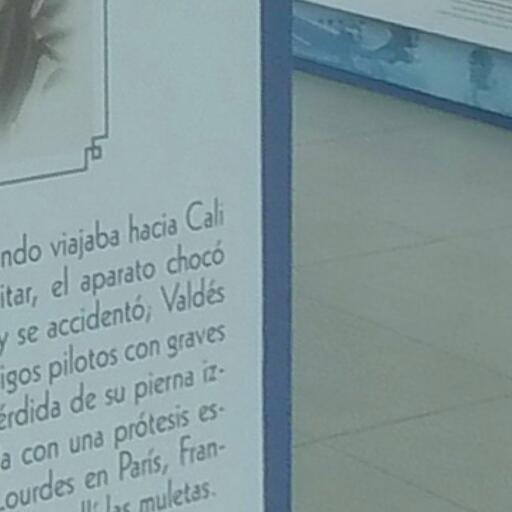 ndo viajaba hacia Cali
itar, el aparato chocó
y se accidentó; Valdés
igos pilotos con graves
érdida de su pierna iz-
a con una prótesis es-
Lourdes en París, Fran-
las muletas.